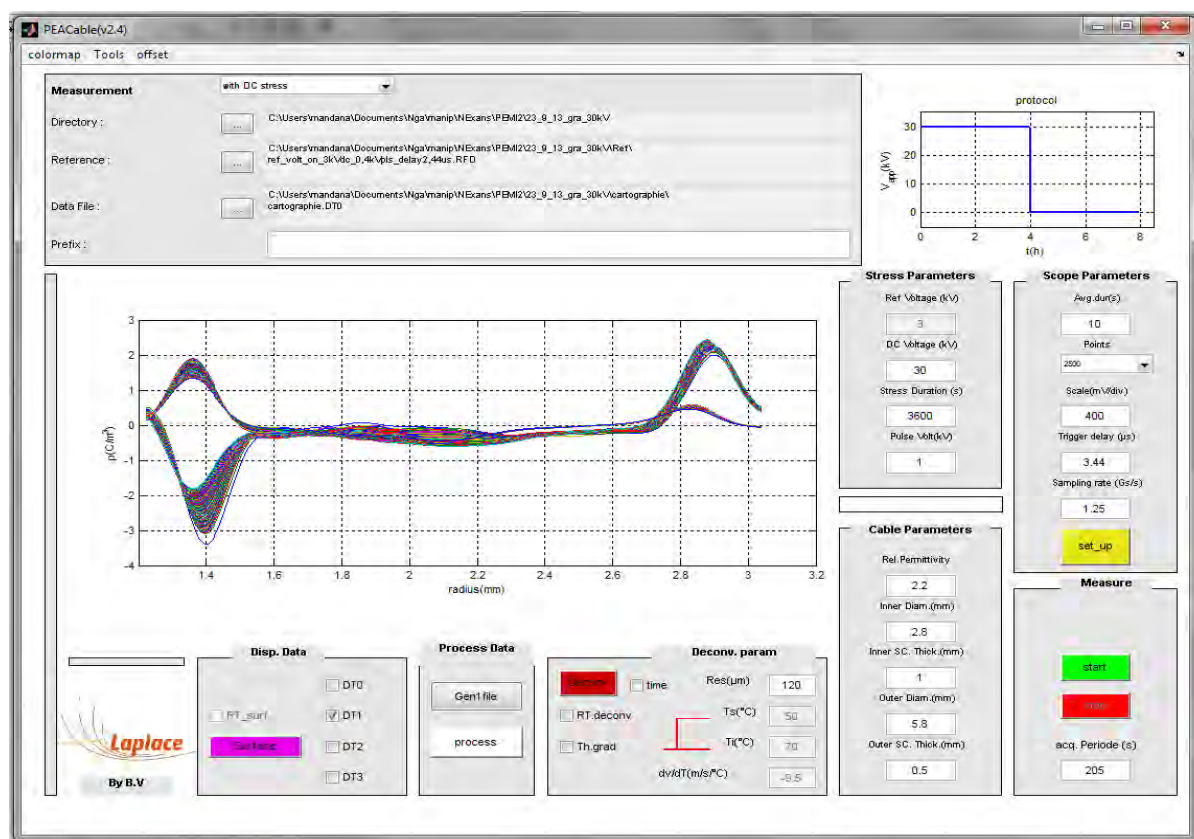 PEACable(v2.4)
colormap Tools offset
Measurement
with DC stress
Directory :
...
C:\Users\mandana\Documents\Nga\manip\NExans\PEMI2\23_9_13_gra_30kV\
Reference :
...
C:\Users\mandana\Documents\Nga\manip\NExans\PEMI2\23_9_13_gra_30kV\Ref\
ref_volt_on_3kVdc_0,4kVpls_delay2,44us.RFD
Data File :
...
C:\Users\mandana\Documents\Nga\manip\NExans\PEMI2\23_9_13_gra_30kV\cartographie\
cartographie.DT0
Prefix :
protocol
30
20
10
0
V_app(kV)
0 2 4 6 8
t(h)
3
2
1
0
-1
-2
-3
-4
ρ(C/m³)
1.4 1.6 1.8 2 2.2 2.4 2.6 2.8 3 3.2
radius(mm)
Stress Parameters
Ref Voltage (kV)
3
DC Voltage (kV)
30
Stress Duration (s)
3600
Pulse Volt(kV)
1
Scope Parameters
Avg.dur(s)
10
Points
2500
Scale(mV/div)
400
Trigger delay (µs)
3.44
Sampling rate (Gs/s)
1.25
set_up
Cable Parameters
Rel.Permittivity
2.2
Inner Diam.(mm)
2.8
Inner SC. Thick.(mm)
1
Outer Diam.(mm)
5.8
Outer SC. Thick.(mm)
0.5
Measure
start
acq. Periode (s)
205
Laplace
By B.V
Disp. Data
RT_surf
Surface
DT0
DT1
DT2
DT3
Process Data
Gen1file
process
Deconv. param
time
RT.deconv
Th.grad
Res(µm)
120
Ts(°C)
50
Ti(°C)
70
dv/dT(m/s/°C)
-9.5